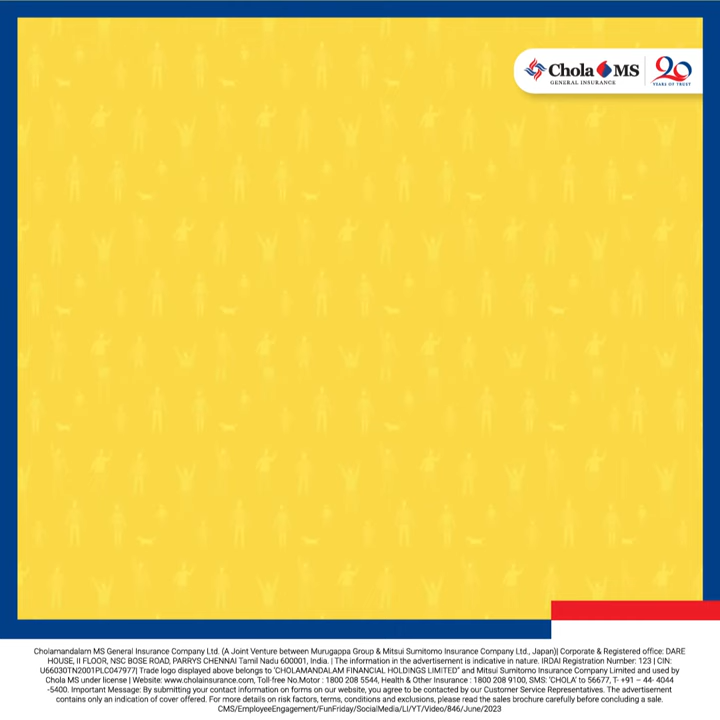 Chola MS
GENERAL INSURANCE
20
YEARS OF TRUST
Cholamandalam MS General Insurance Company Ltd. (A Joint Venture between Murugappa Group & Mitsui Sumitomo Insurance Company Ltd., Japan)| Corporate & Registered office: DARE
HOUSE, II FLOOR, NSC BOSE ROAD, PARRYS CHENNAI Tamil Nadu 600001, India. | The information in the advertisement is indicative in nature. IRDAI Registration Number: 123 | CIN:
U66030TN2001PLC047977| Trade logo displayed above belongs to 'CHOLAMANDALAM FINANCIAL HOLDINGS LIMITED" and Mitsui Sumitomo Insurance Company Limited and used by
Chola MS under license | Website: www.cholainsurance.com, Toll-free No.Motor : 1800 208 5544, Health & Other Insurance : 1800 208 9100, SMS: 'CHOLA' to 56677, T- +91 – 44- 4044
-5400. Important Message: By submitting your contact information on forms on our website, you agree to be contacted by our Customer Service Representatives. The advertisement
contains only an indication of cover offered. For more details on risk factors, terms, conditions and exclusions, please read the sales brochure carefully before concluding a sale.
CMS/EmployeeEngagement/FunFriday/SocialMedia/LI/YT/Video/846/June/2023